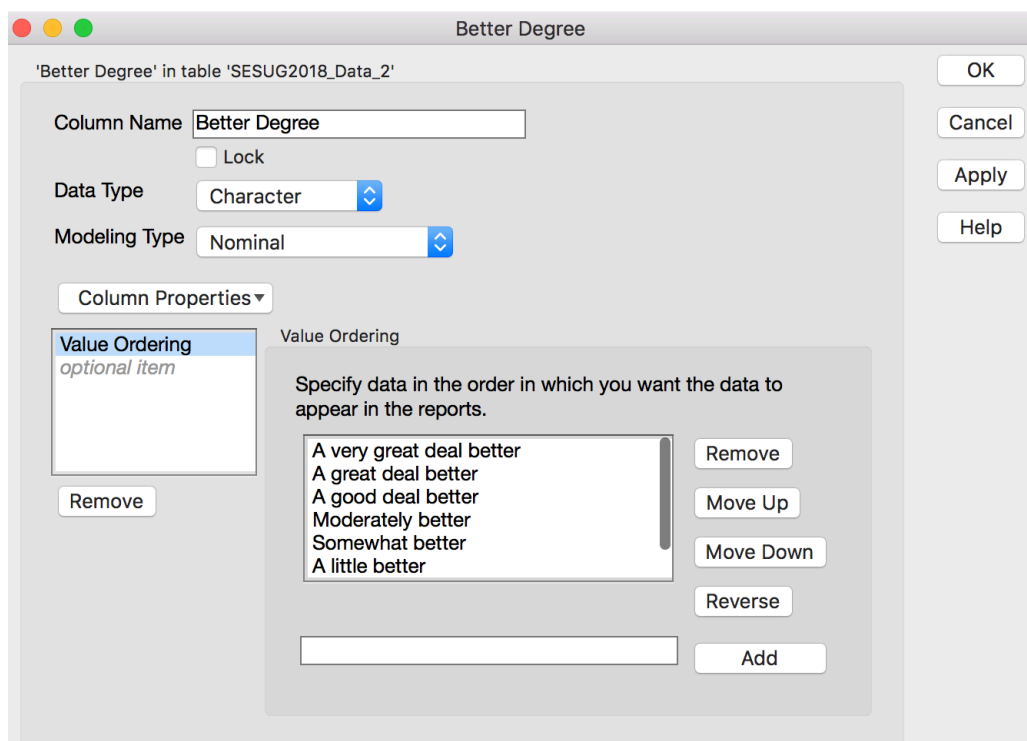 Better Degree
'Better Degree' in table 'SESUG2018_Data_2'
OK
Column Name Better Degree
Cancel
Lock
Apply
Data Type Character
Modeling Type Nominal
Help
Column Properties
Value Ordering
optional item
Remove
Value Ordering
Specify data in the order in which you want the data to
appear in the reports.
A very great deal better
A great deal better
A good deal better
Moderately better
Somewhat better
A little better
Remove
Move Up
Move Down
Reverse
Add